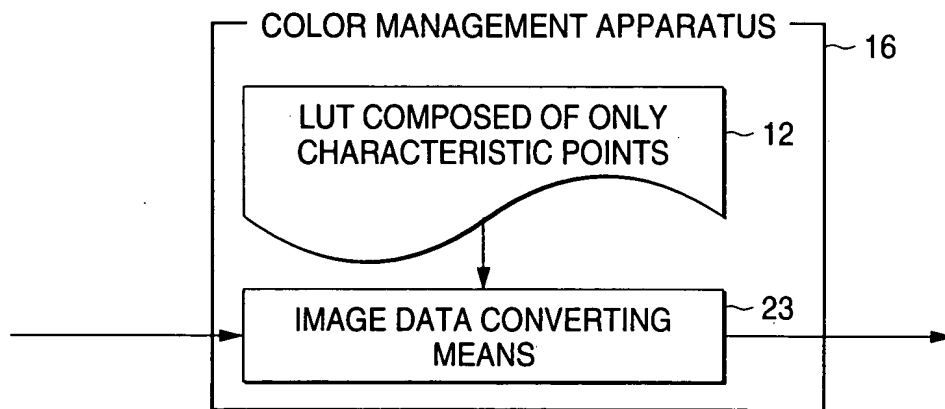 COLOR MANAGEMENT APPARATUS
16
LUT COMPOSED OF ONLY
CHARACTERISTIC POINTS
12
IMAGE DATA CONVERTING
MEANS
23